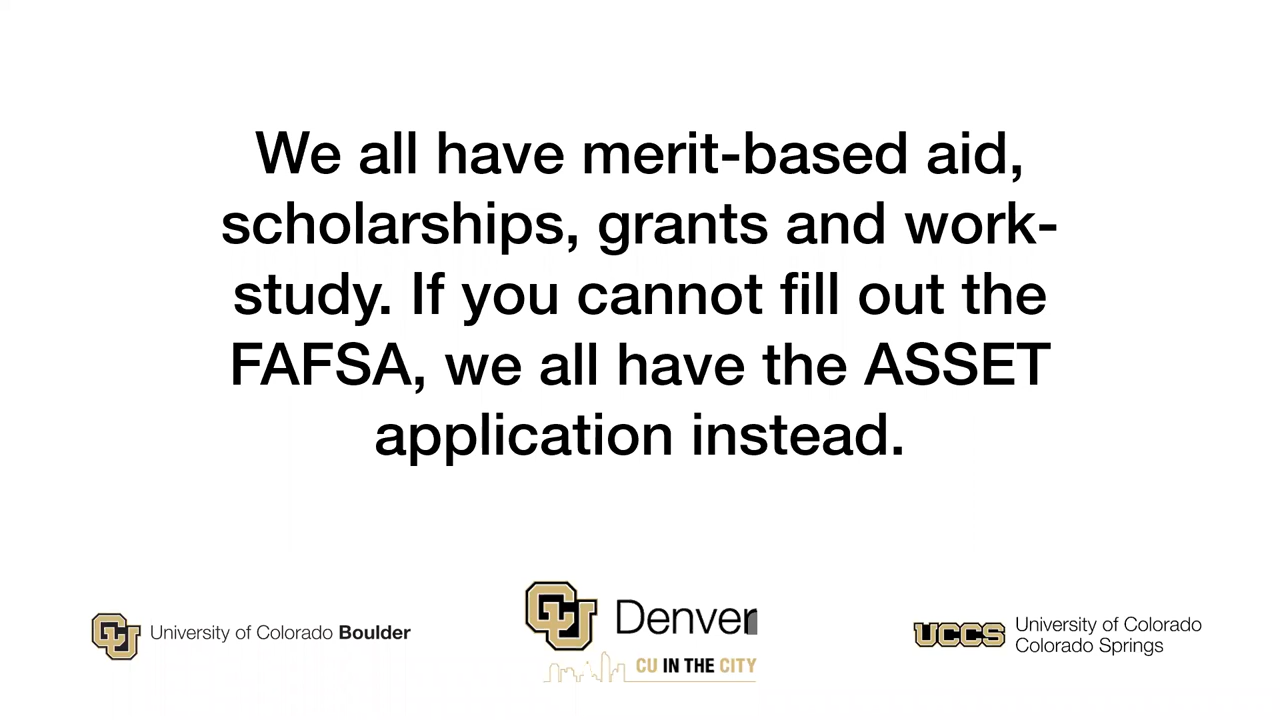 We all have merit-based aid,
scholarships, grants and work-
study. If you cannot fill out the
FAFSA, we all have the ASSET
application instead.
CU University of Colorado Boulder
CU Denver
CU IN THE CITY
UCCS University of Colorado
Colorado Springs